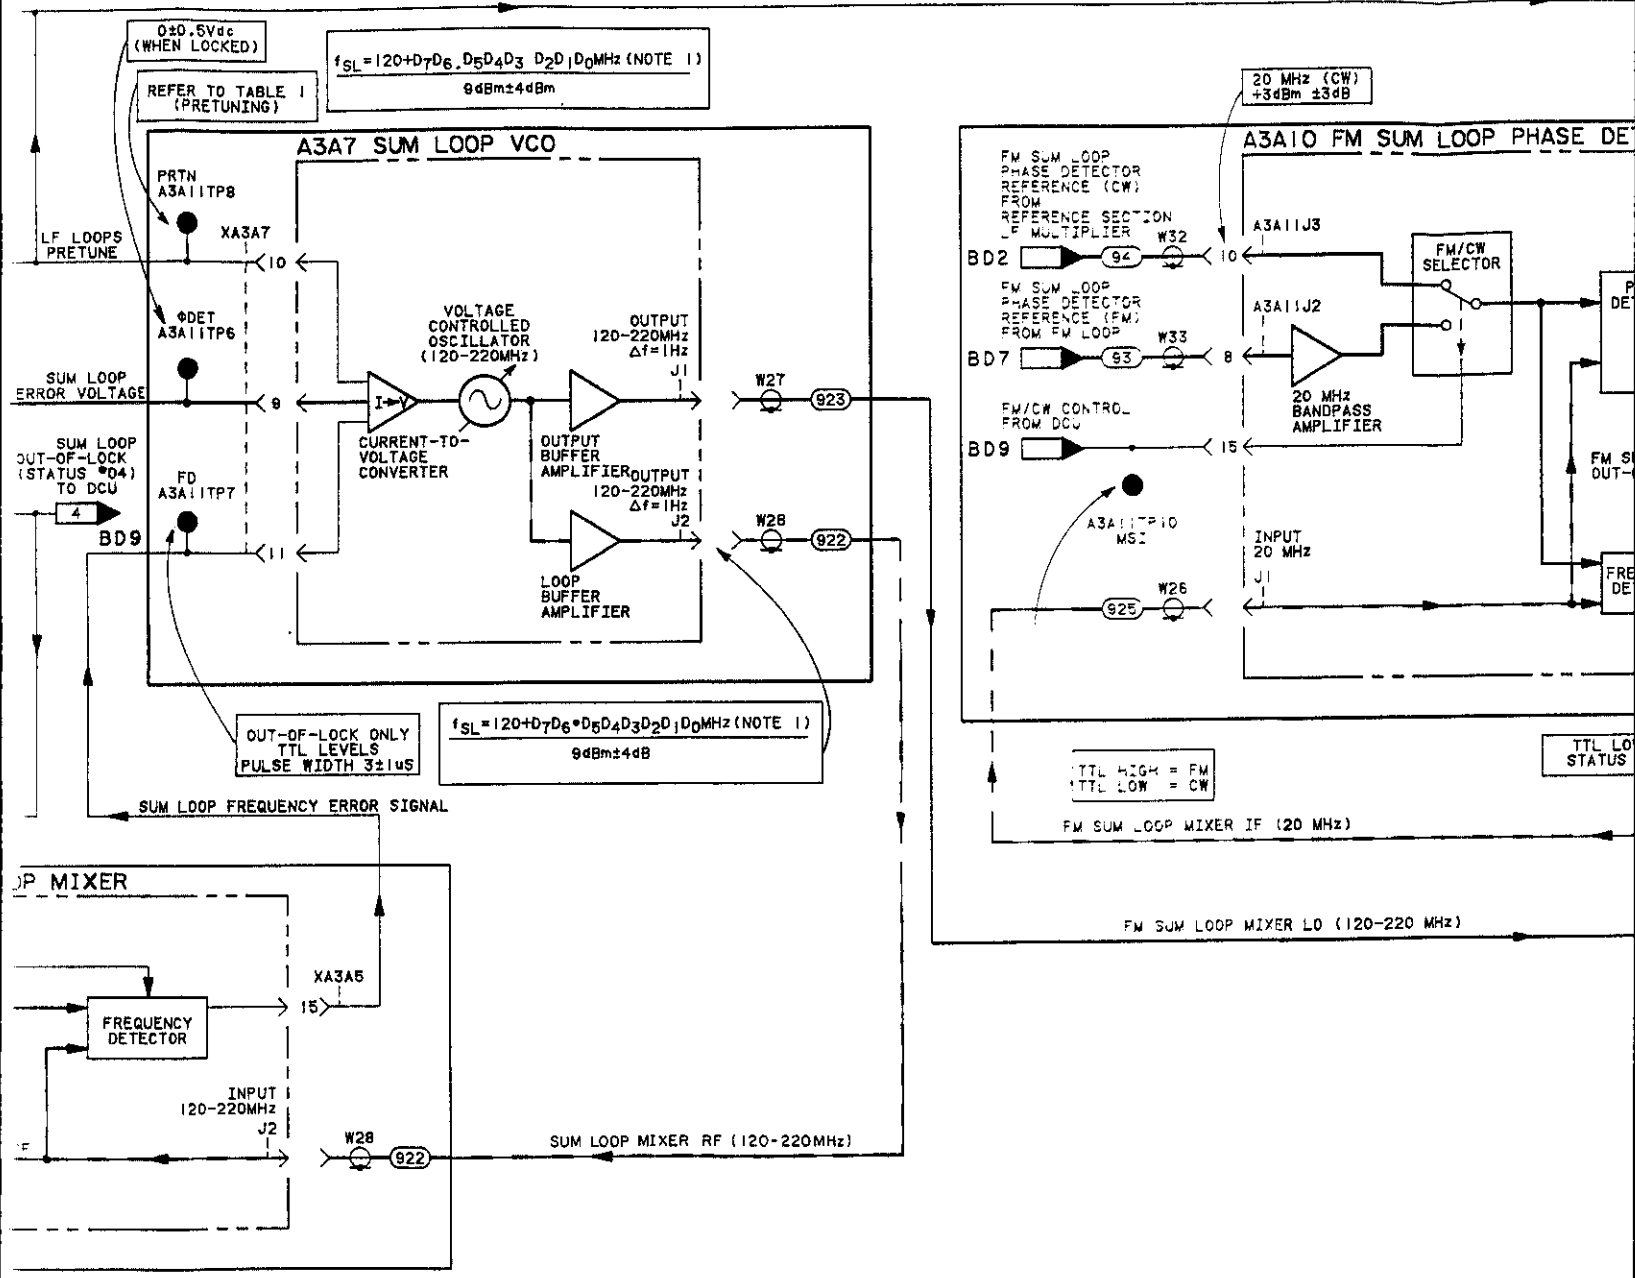 0±0.5Vdc
(WHEN LOCKED)
REFER TO TABLE 1
(PRETUNING)
fSL=120+D7D6.D5D4D3 D2D1D0MHz(NOTE 1)
9dBm±4dBm
20 MHz (CW)
+3dBm ±3dB
A3A7 SUM LOOP VCO
PRTN
A3A11TP8
XA3A7
LF LOOPS
PRETUNE
10
ΦDET
A3A11TP6
SUM LOOP
ERROR VOLTAGE
9
SUM LOOP
OUT-OF-LOCK
(STATUS #04)
TO DCU
4
BD9
FD
A3A11TP7
11
I→V
CURRENT-TO-
VOLTAGE
CONVERTER
VOLTAGE
CONTROLLED
OSCILLATOR
(120-220MHz)
OUTPUT
120-220MHz
Δf=1Hz
J1
OUTPUT
BUFFER
AMPLIFIER
OUTPUT
120-220MHz
Δf=1Hz
J2
LOOP
BUFFER
AMPLIFIER
W27
923
W28
922
A3A10 FM SUM LOOP PHASE DE
FM SUM LOOP
PHASE DETECTOR
REFERENCE (CW)
FROM
REFERENCE SECTION
LF MULTIPLIER
BD2
94
W32
10
A3A11J3
FM/CW
SELECTOR
FM SUM LOOP
PHASE DETECTOR
REFERENCE (FM)
FROM FM LOOP
BD7
93
W33
8
A3A11J2
20 MHz
BANDPASS
AMPLIFIER
FM/CW CONTROL
FROM DCU
BD9
15
A3A11TP10
MSI
INPUT
20 MHz
J1
925
W26
P
DE
FM S
OUT-
FRE
DE
OUT-OF-LOCK ONLY
TTL LEVELS
PULSE WIDTH 3±1uS
fSL=120+D7D6•D5D4D3D2D1D0MHz(NOTE 1)
9dBm±4dB
TTL HIGH = FM
TTL LOW = CW
TTL LO
STATUS
SUM LOOP FREQUENCY ERROR SIGNAL
FM SUM LOOP MIXER IF (20 MHz)
OP MIXER
FM SUM LOOP MIXER LO (120-220 MHz)
XA3A5
15
FREQUENCY
DETECTOR
INPUT
120-220MHz
J2
W28
922
SUM LOOP MIXER RF (120-220MHz)
F